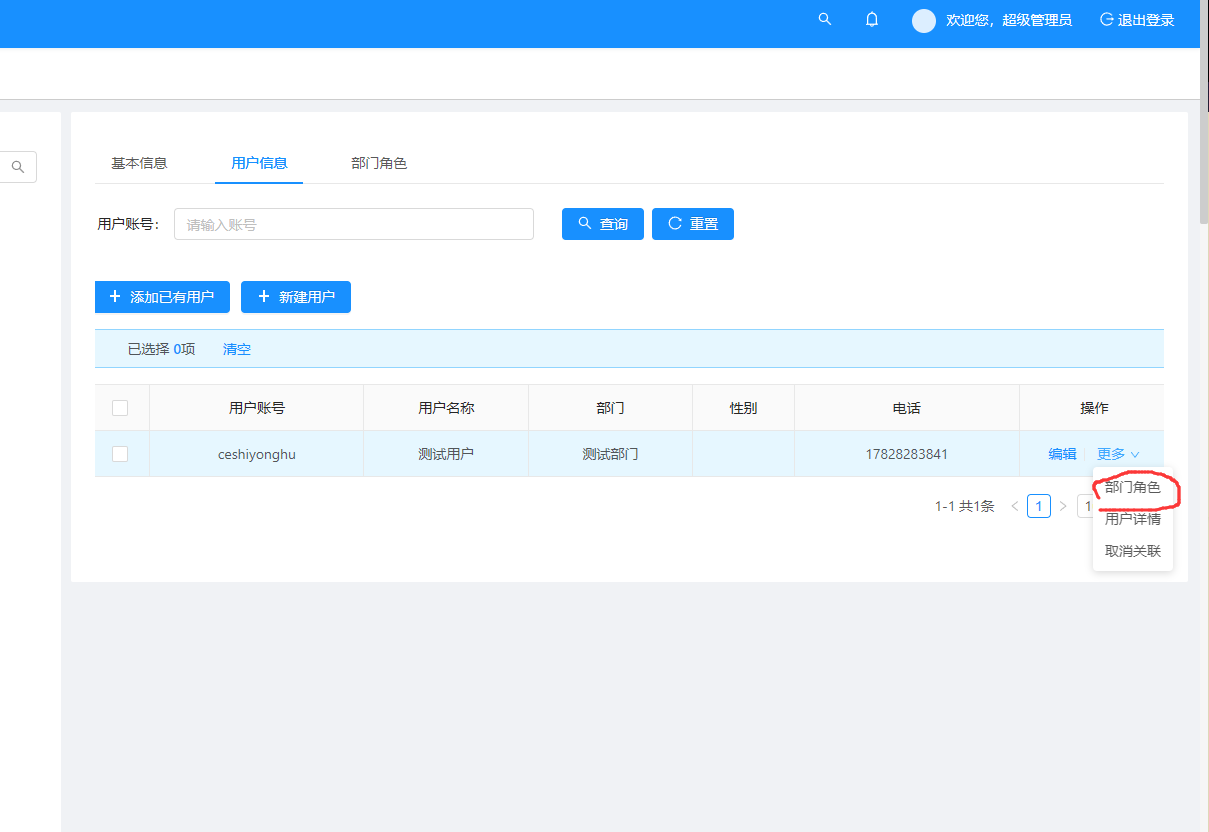 欢迎您，超级管理员 退出登录
基本信息 用户信息 部门角色
用户账号： 请输入账号 查询 重置
添加已有用户 新建用户
已选择 0项 清空
用户账号 用户名称 部门 性别 电话 操作
ceshiyonghu 测试用户 测试部门 17828283841 编辑 更多
部门角色
1-1 共1条 < 1 > 1
用户详情
取消关联